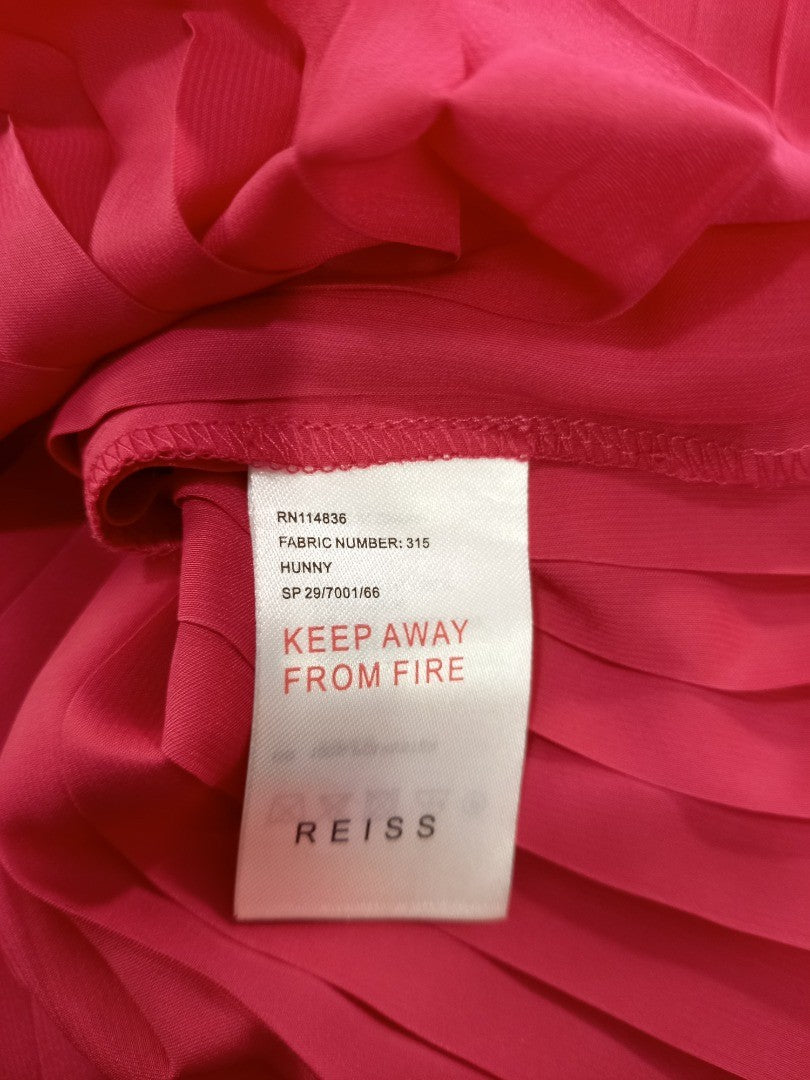 RN114836
FABRIC NUMBER: 315
HUNNY
SP 29/7001/66
KEEP AWAY
FROM FIRE
REISS